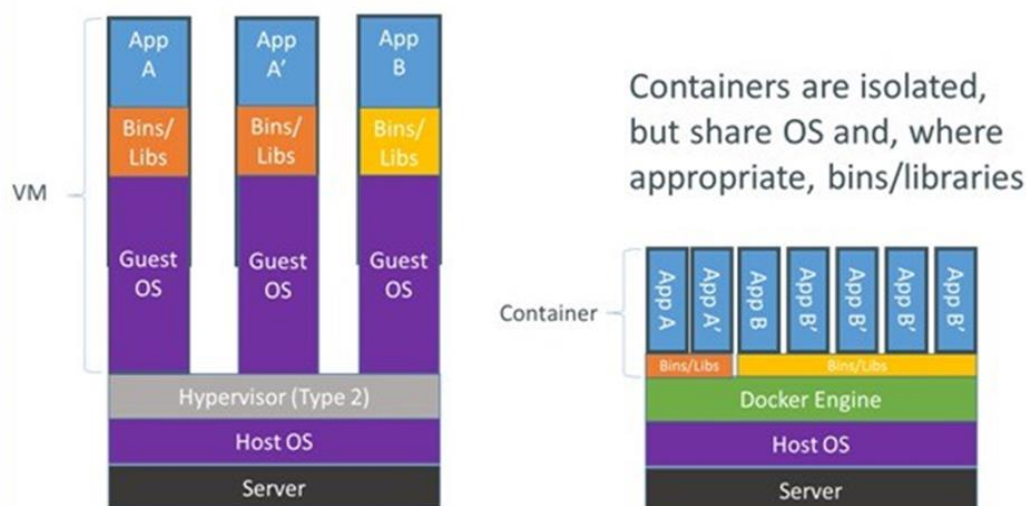 App
A
App
A'
App
B
Bins/
Libs
Bins/
Libs
Bins/
Libs
VM
Guest
OS
Guest
OS
Guest
OS
Hypervisor (Type 2)
Host OS
Server
Containers are isolated,
but share OS and, where
appropriate, bins/libraries
Container
App A
App A'
App B
App B'
App B'
App B'
App B'
Bins/Libs
Bins/Libs
Docker Engine
Host OS
Server